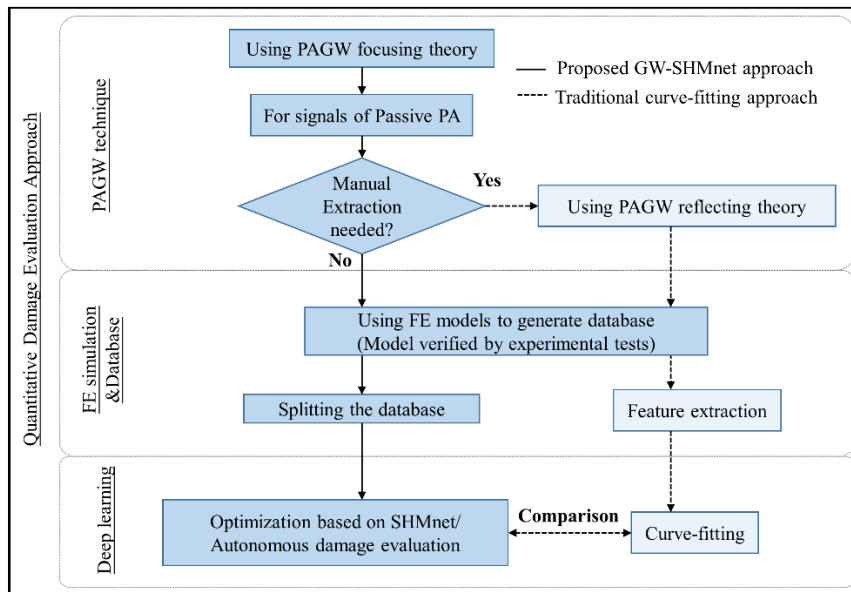 Quantitative Damage Evaluation Approach
PAGW technique
Using PAGW focusing theory
Proposed GW-SHMnet approach
Traditional curve-fitting approach
For signals of Passive PA
Manual
Extraction
needed?
Yes
Using PAGW reflecting theory
No
FE simulation
&Database
Using FE models to generate database
(Model verified by experimental tests)
Splitting the database
Feature extraction
Deep learning
Optimization based on SHMnet/
Autonomous damage evaluation
Comparison
Curve-fitting